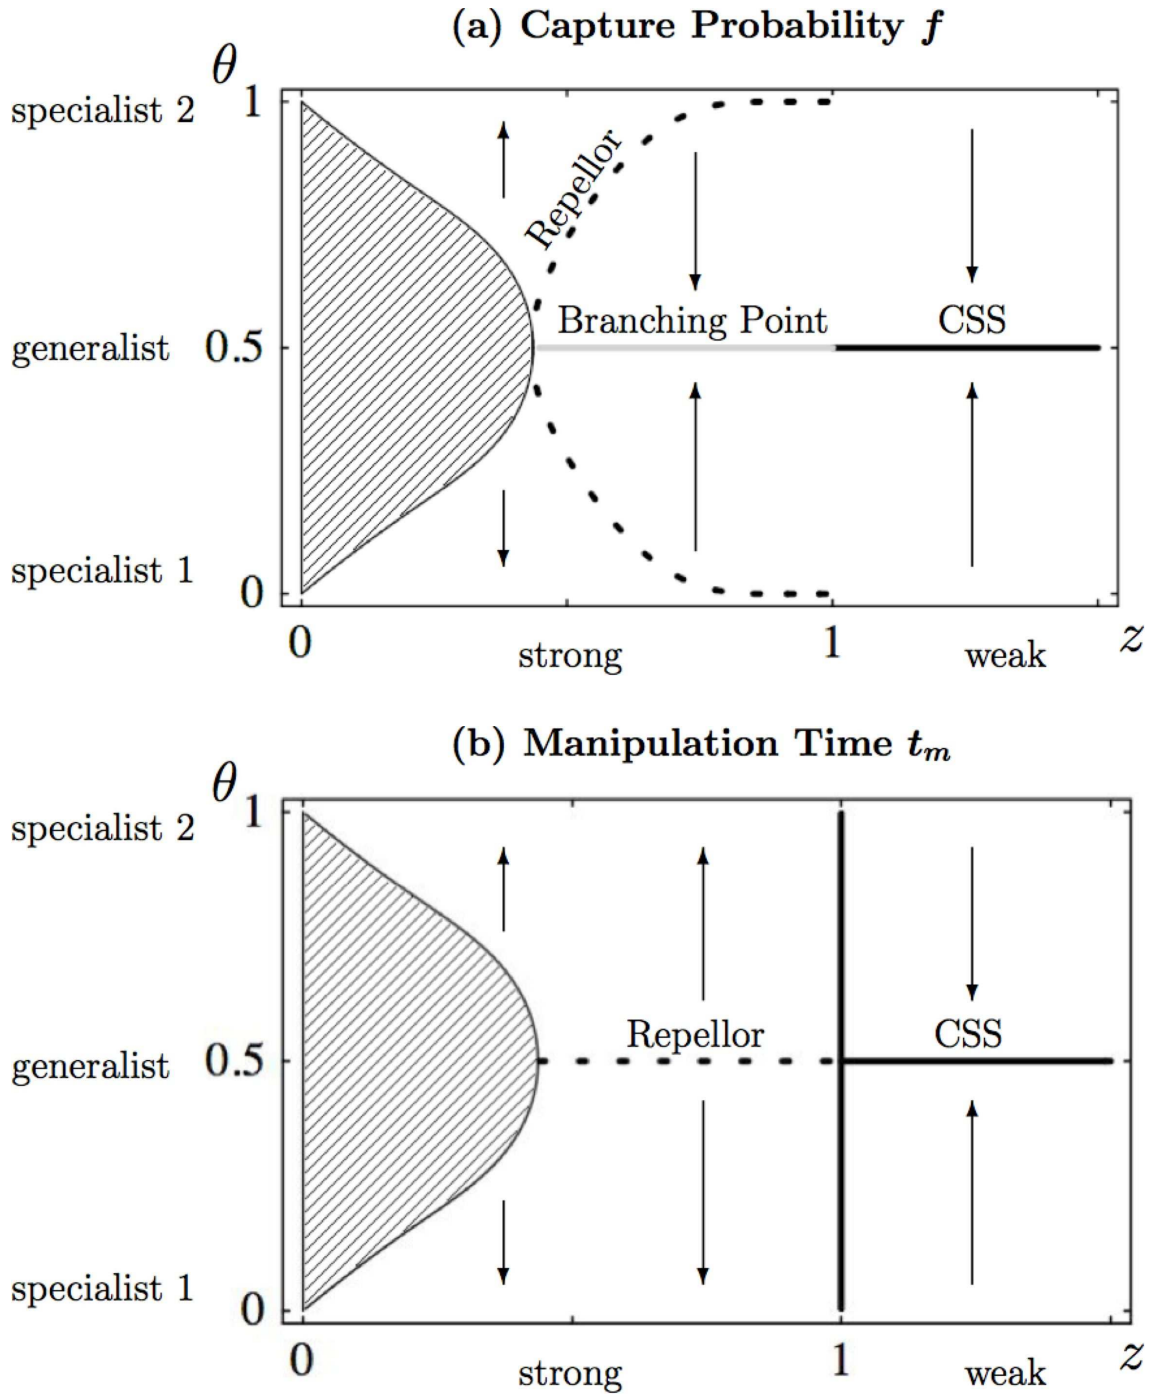 (a) Capture Probability f
θ
specialist 2
1
Repellor
Branching Point
CSS
generalist
0.5
specialist 1
0
0
strong
1
weak
z
(b) Manipulation Time t_m
θ
specialist 2
1
Repellor
CSS
generalist
0.5
specialist 1
0
0
strong
1
weak
z